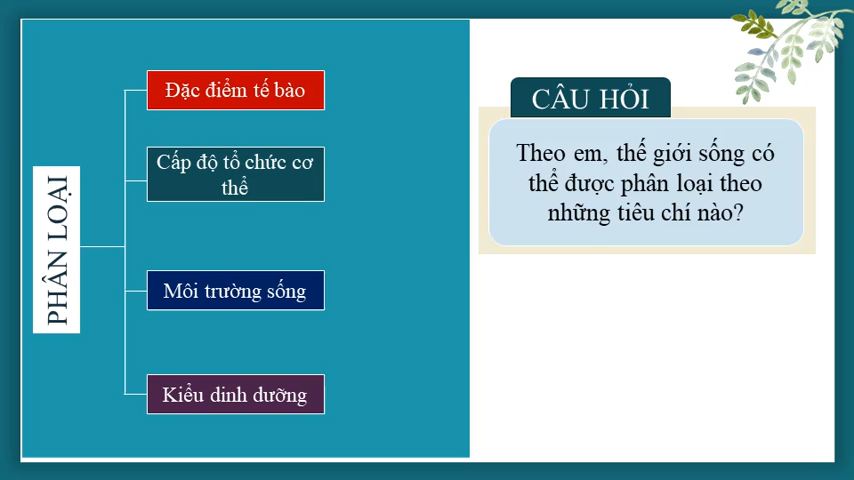 PHÂN LOẠI
Đặc điểm tế bào
Cấp độ tổ chức cơ
thể
Môi trường sống
Kiểu dinh dưỡng
CÂU HỎI
Theo em, thế giới sống có
thể được phân loại theo
những tiêu chí nào?